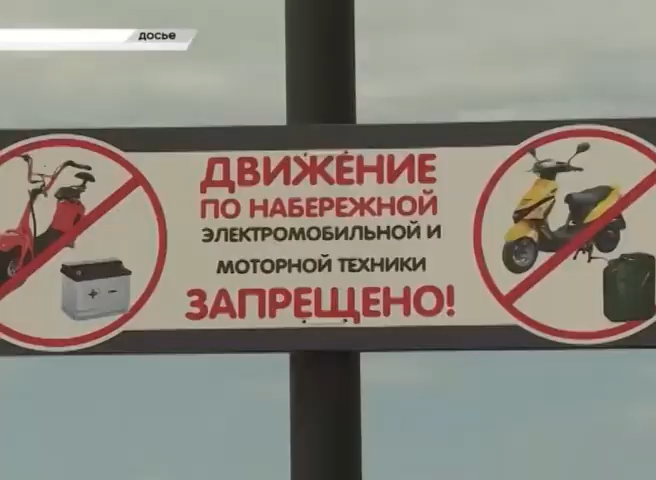 досье
ДВИЖЕНИЕ
ПО НАБЕРЕЖНОЙ
ЭЛЕКТРОМОБИЛЬНОЙ И
МОТОРНОЙ ТЕХНИКИ
ЗАПРЕЩЕНО!